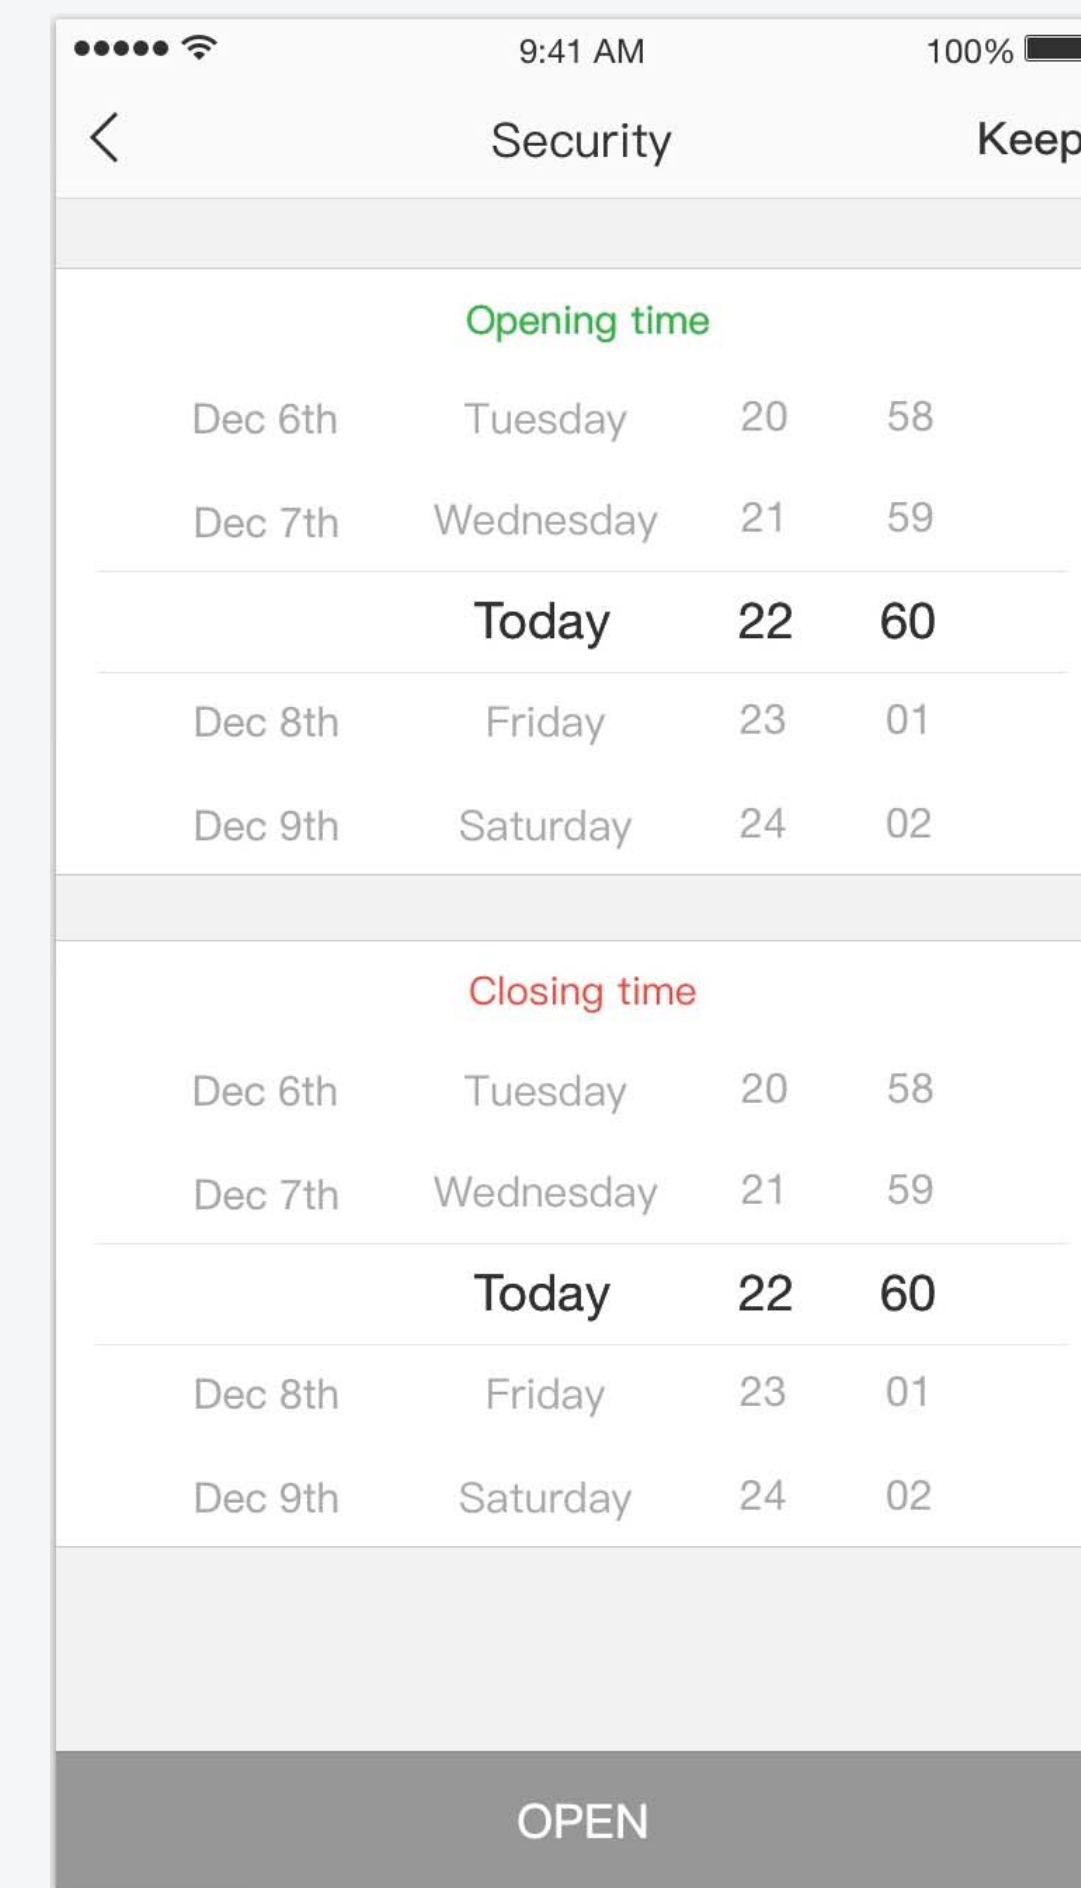 9:41 AM 100%
Security Keep
Opening time
Dec 6th Tuesday 20 58
Dec 7th Wednesday 21 59
Today 22 60
Dec 8th Friday 23 01
Dec 9th Saturday 24 02
Closing time
Dec 6th Tuesday 20 58
Dec 7th Wednesday 21 59
Today 22 60
Dec 8th Friday 23 01
Dec 9th Saturday 24 02
OPEN